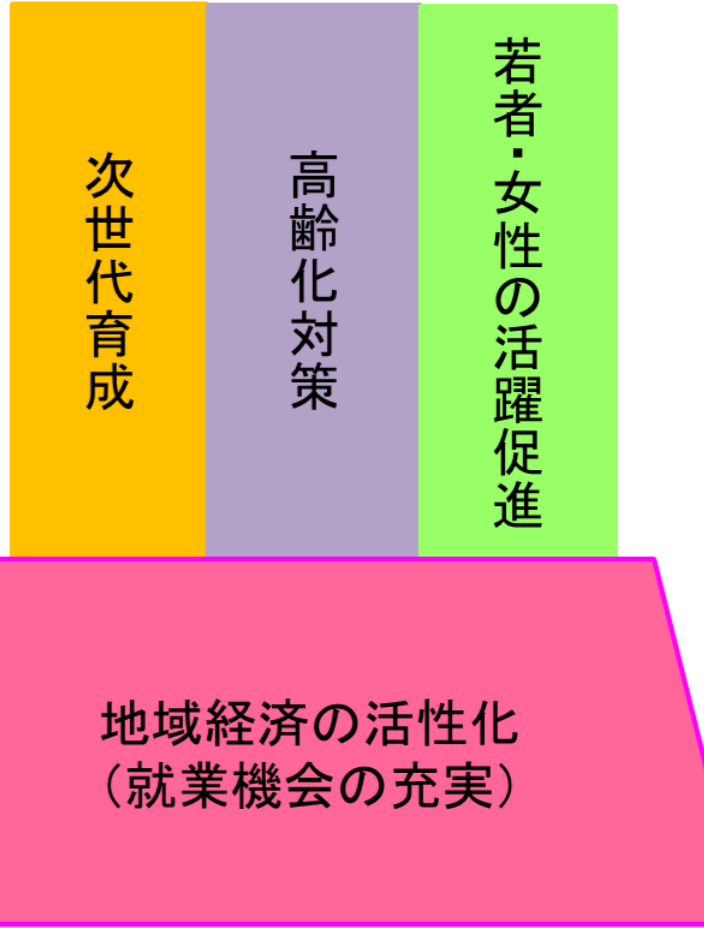 次世代育成
高齢化対策
若者・女性の活躍促進
地域経済の活性化
（就業機会の充実）